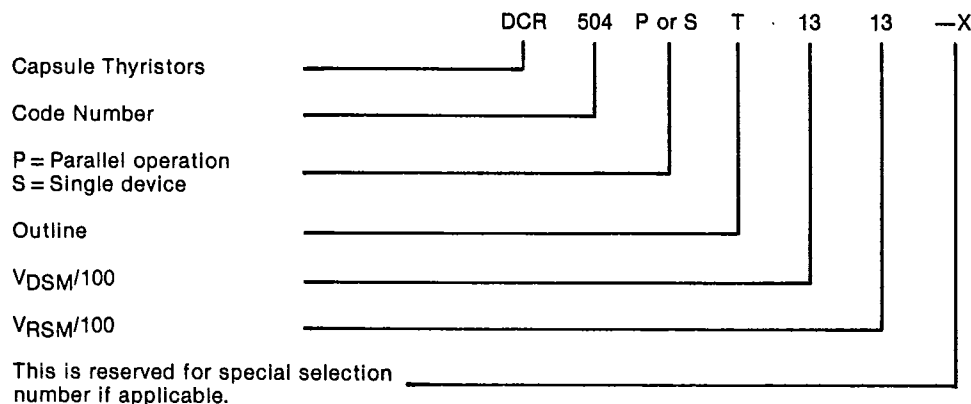 DCR 504 P or S T 13 13 —X
Capsule Thyristors
Code Number
P = Parallel operation
S = Single device
Outline
VDSM/100
VRSM/100
This is reserved for special selection
number if applicable.